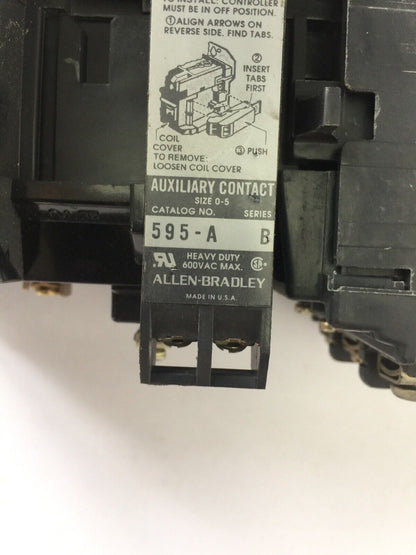 TO INSTALL: CONTROLLER
MUST BE IN OFF POSITION.
①ALIGN ARROWS ON
REVERSE SIDE. FIND TABS.
②
INSERT
TABS
FIRST
COIL
COVER
③ PUSH
TO REMOVE:
LOOSEN COIL COVER
AUXILIARY CONTACT
SIZE 0-5
CATALOG NO. SERIES
595-A B
HEAVY DUTY
600VAC MAX.
ALLEN-BRADLEY
MADE IN U.S.A